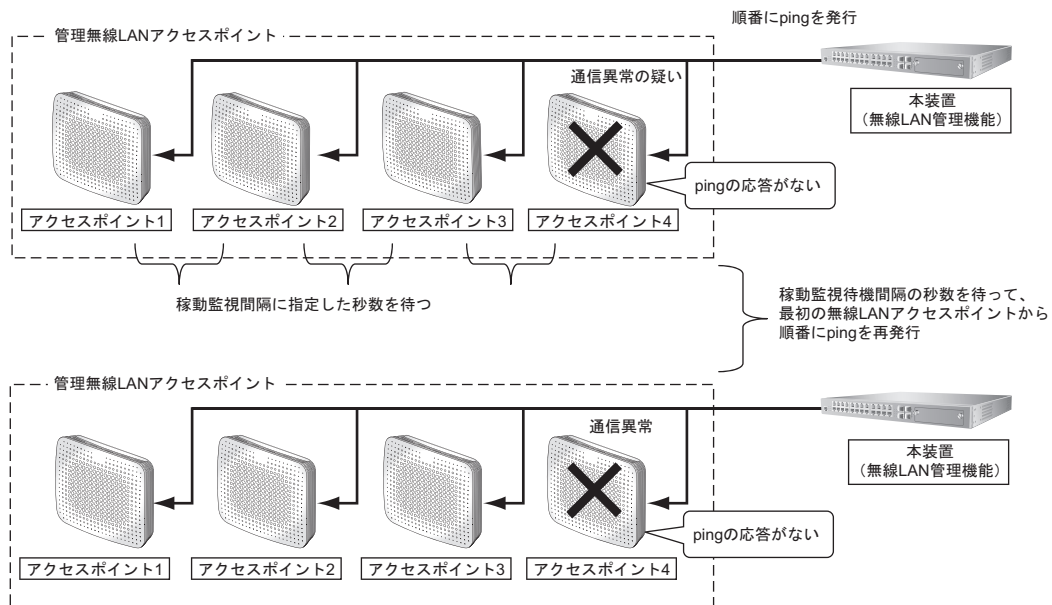 順番にpingを発行
管理無線LANアクセスポイント
通信異常の疑い
本装置
（無線LAN管理機能）
pingの応答がない
アクセスポイント1
アクセスポイント2
アクセスポイント3
アクセスポイント4
稼動監視間隔に指定した秒数を待つ
稼動監視待機間隔の秒数を待って、
最初の無線LANアクセスポイントから
順番にpingを再発行
管理無線LANアクセスポイント
通信異常
本装置
（無線LAN管理機能）
pingの応答がない
アクセスポイント1
アクセスポイント2
アクセスポイント3
アクセスポイント4